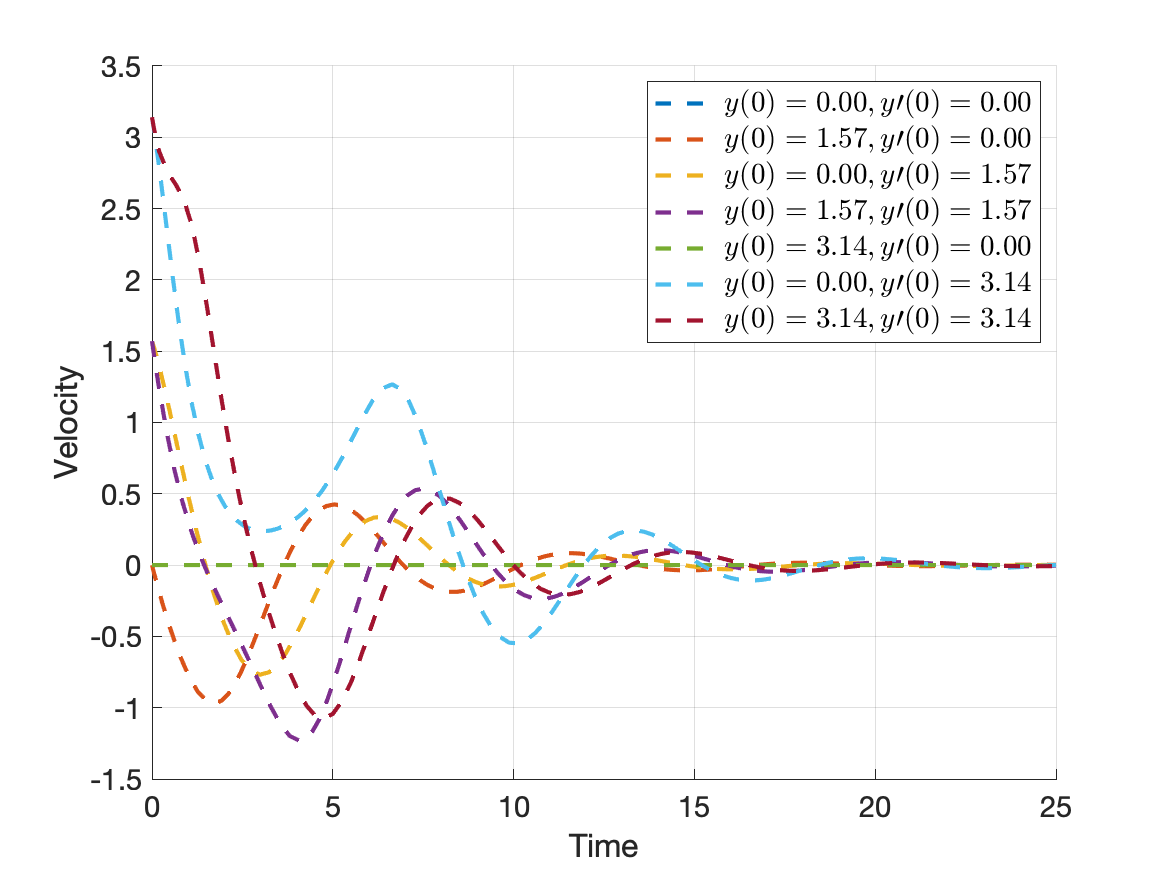 3.5
3
2.5
2
1.5
1
0.5
0
-0.5
-1
-1.5
0 5 10 15 20 25
Velocity
Time
y(0) = 0.00, y′(0) = 0.00
y(0) = 1.57, y′(0) = 0.00
y(0) = 0.00, y′(0) = 1.57
y(0) = 1.57, y′(0) = 1.57
y(0) = 3.14, y′(0) = 0.00
y(0) = 0.00, y′(0) = 3.14
y(0) = 3.14, y′(0) = 3.14